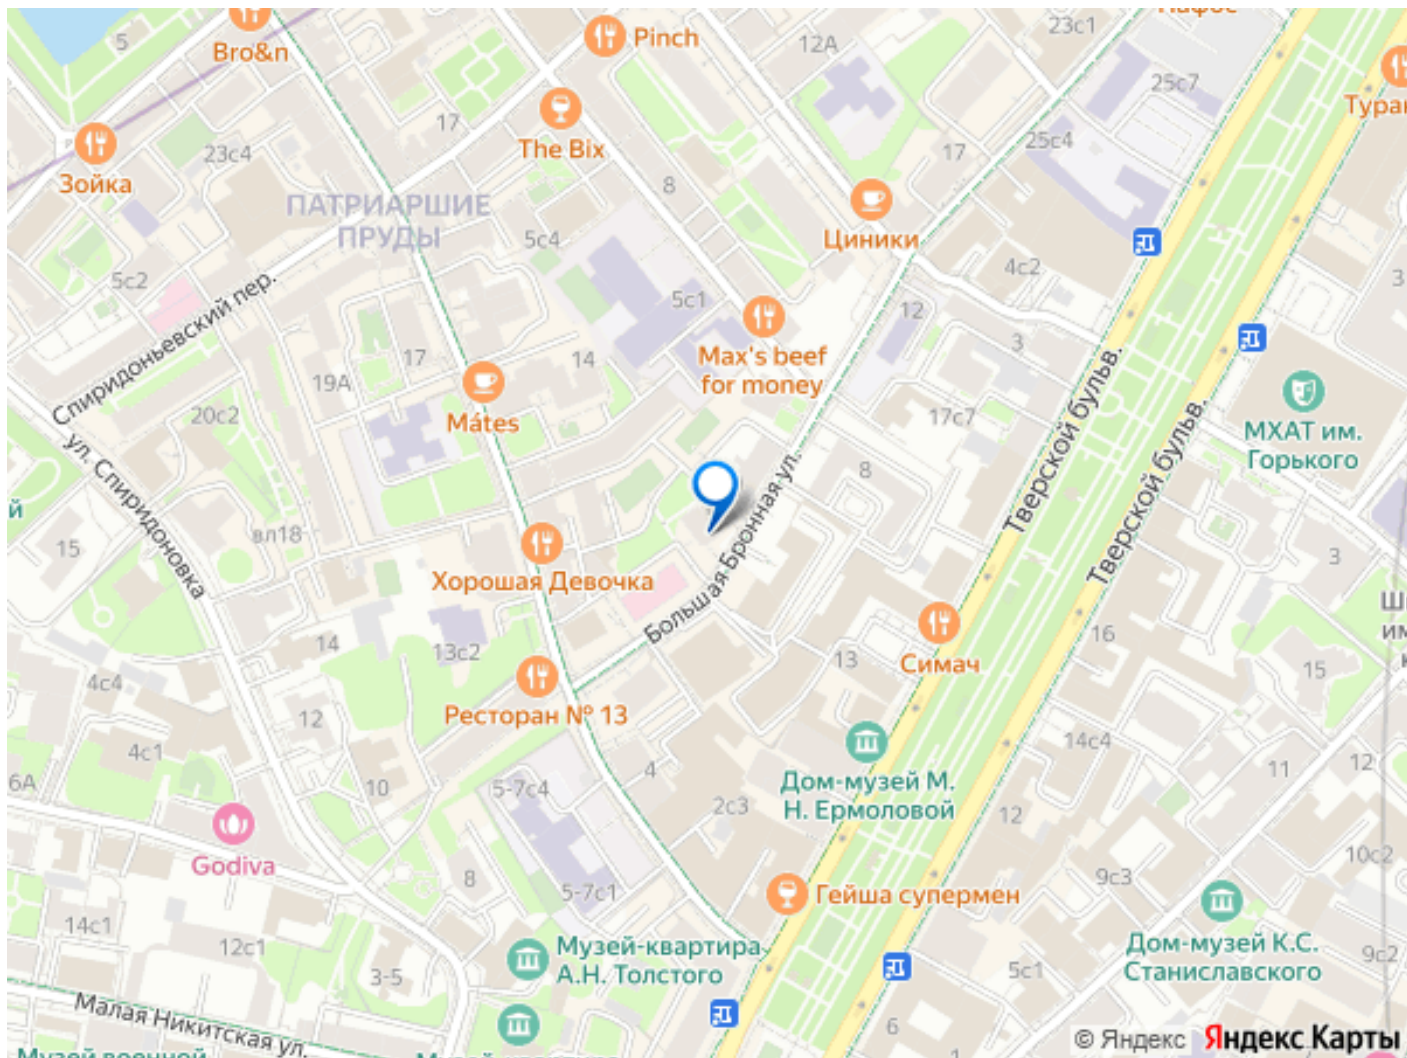 Bro&n
5
Pinch
12А
23с1
25с7
17
The Bix
Зойка
23с4
8
25с4
17
ПАТРИАРШИЕ
ПРУДЫ
5с4
Циники
4с2
5с2
5с1
12
3
3
Спиридоньевский пер.
17
14
19А
Max's beef
for money
Mátes
20с2
17с7
МХАТ им.
Горького
Тверской бульв.
Тверской бульв.
ул. Спиридоновка
8
Большая Бронная ул.
й
15
вл18
Хорошая Девочка
3
14
13с2
Симач
13
16
15
4с4
12
Ресторан № 13
4с1
10
5-7с4
4
2с3
14с4
11
12
6А
Дом-музей М.
Н. Ермоловой
12
Godiva
8
5-7с1
Гейша супермен
10с2
9с3
14с1
12с1
3-5
Музей-квартира
А.Н. Толстого
Дом-музей К.С.
Станиславского
5с1
9с2
Малая Никитская ул.
6
© Яндекс Яндекс Карты